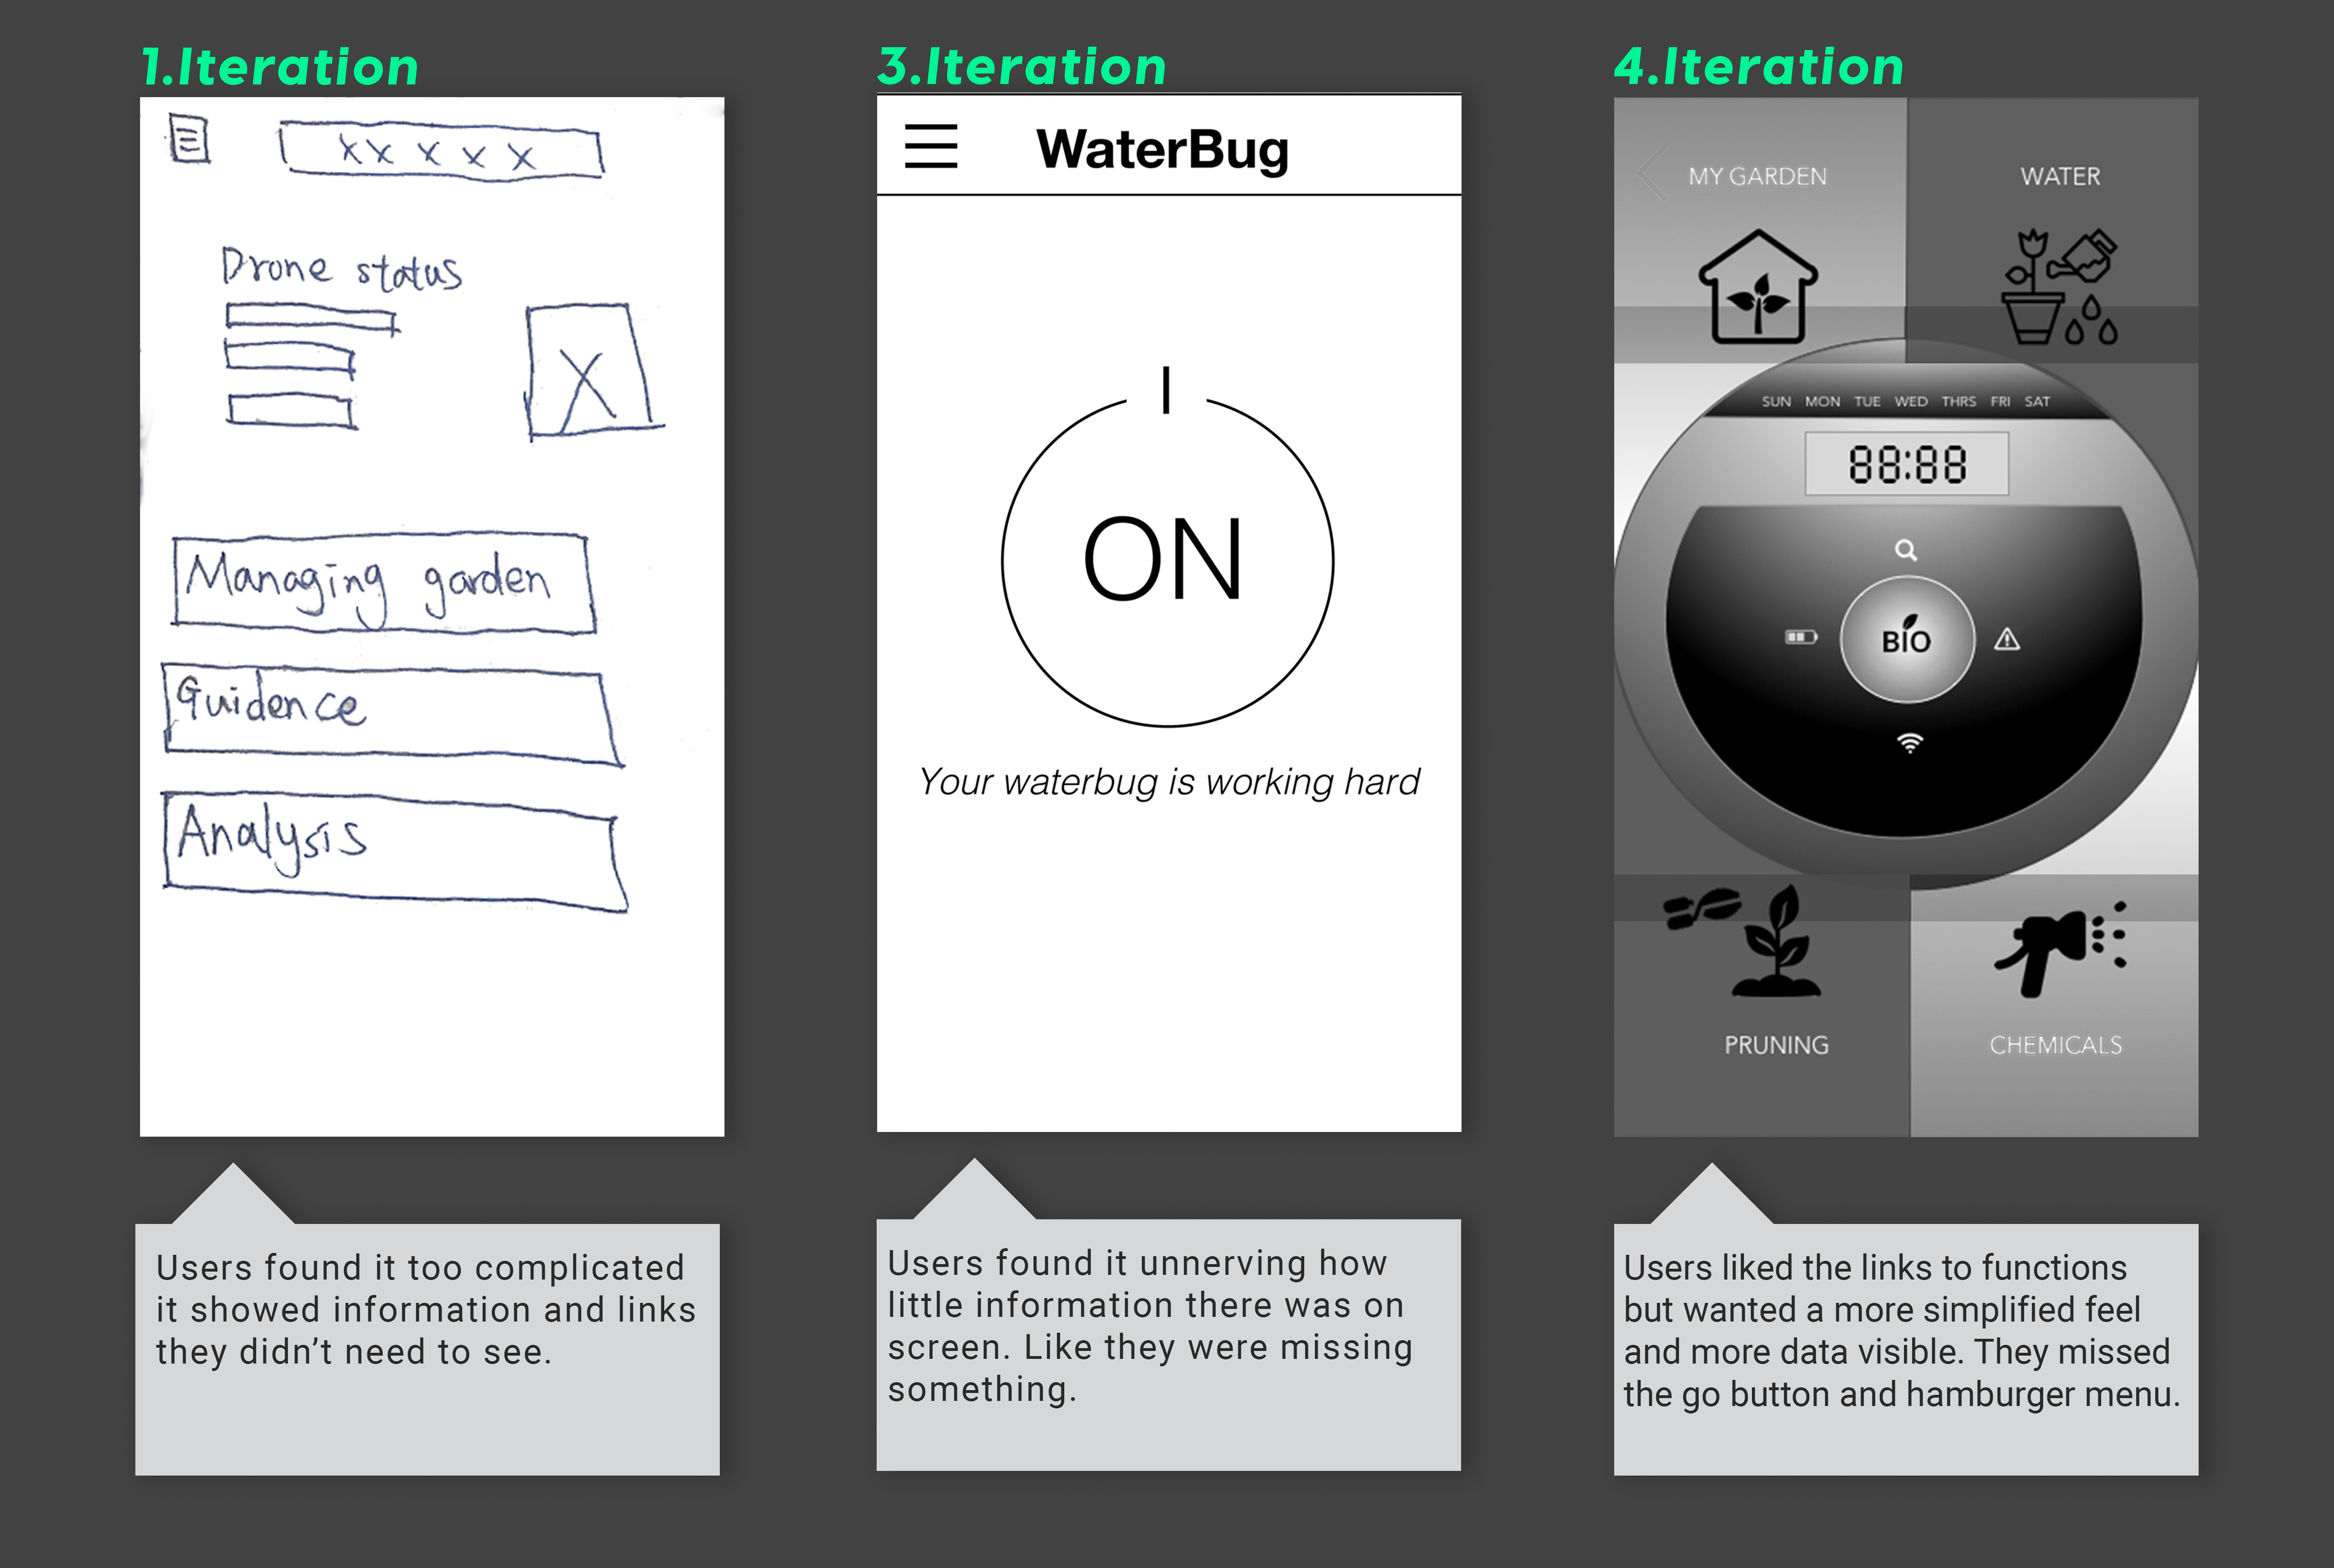 1.Iteration
XXXXX
Drone status
X
Managing garden
Guidence
Analysis
Users found it too complicated
it showed information and links
they didn’t need to see.
3.Iteration
WaterBug
ON
Your waterbug is working hard
Users found it unnerving how
little information there was on
screen. Like they were missing
something.
4.Iteration
MY GARDEN
WATER
SUN MON TUE WED THRS FRI SAT
88:88
BIO
PRUNING
CHEMICALS
Users liked the links to functions
but wanted a more simplified feel
and more data visible. They missed
the go button and hamburger menu.